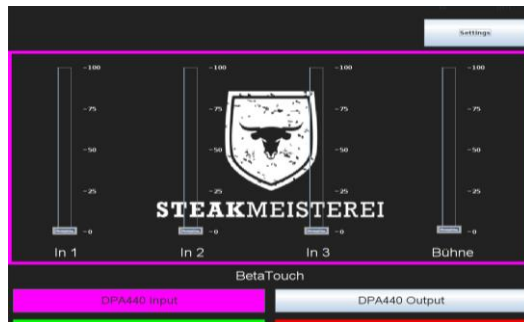 Settings
-100 -100 -100 -100
-75 -75 -75 -75
-50 -50 -50 -50
-25 -25 -25 -25
STEAKMEISTEREI
-0 -0 -0 -0
In 1 In 2 In 3 Bühne
BetaTouch
DPA440 input DPA440 Output